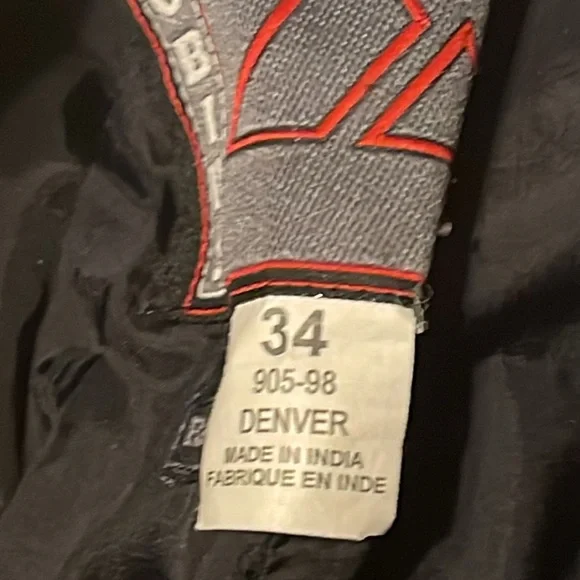 34
905-98
DENVER
MADE IN INDIA
FABRIQUE EN INDE